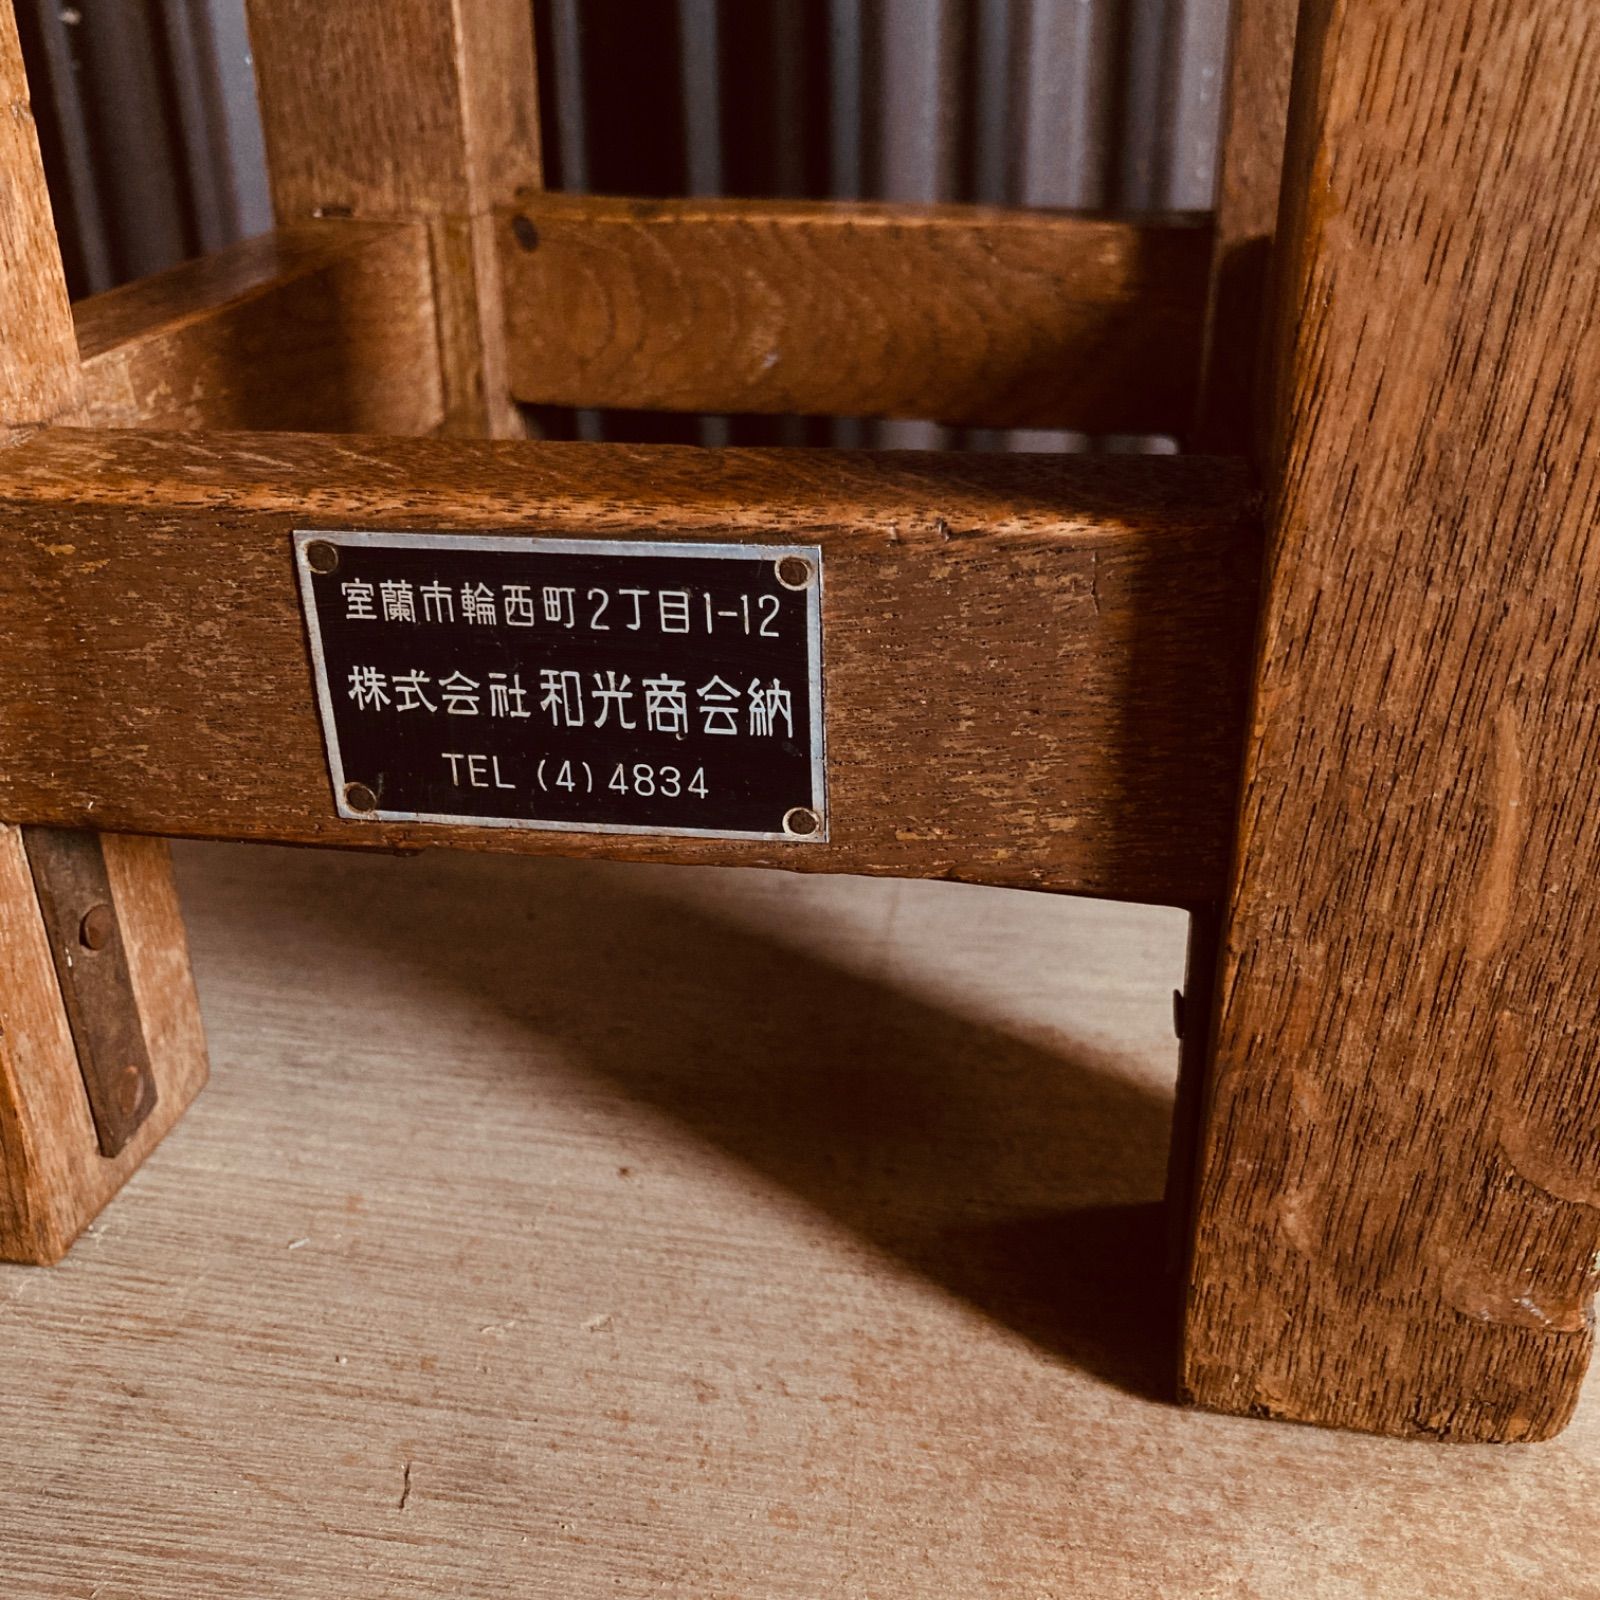 室蘭市輪西町2丁目1-12
株式会社和光商会納
TEL (4) 4834